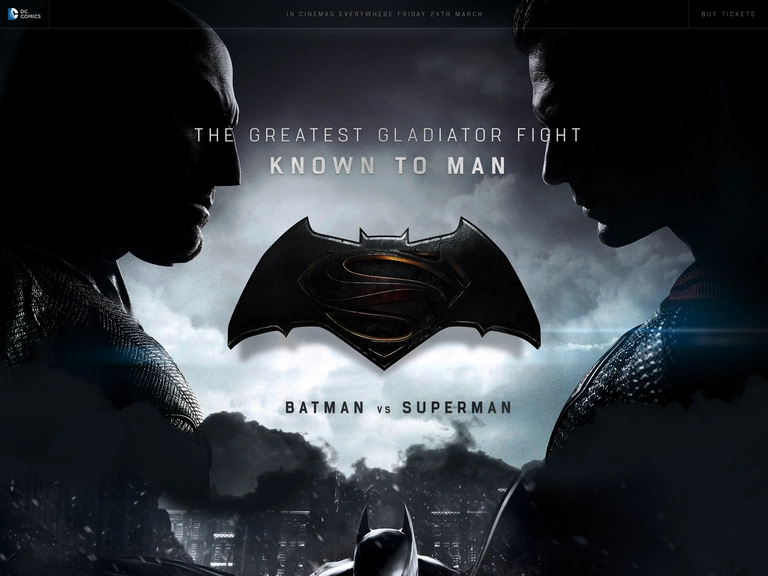 DC
COMICS
IN CINEMAS EVERYWHERE FRIDAY 24TH MARCH
BUY TICKETS
THE GREATEST GLADIATOR FIGHT
KNOWN TO MAN
BATMAN VS SUPERMAN